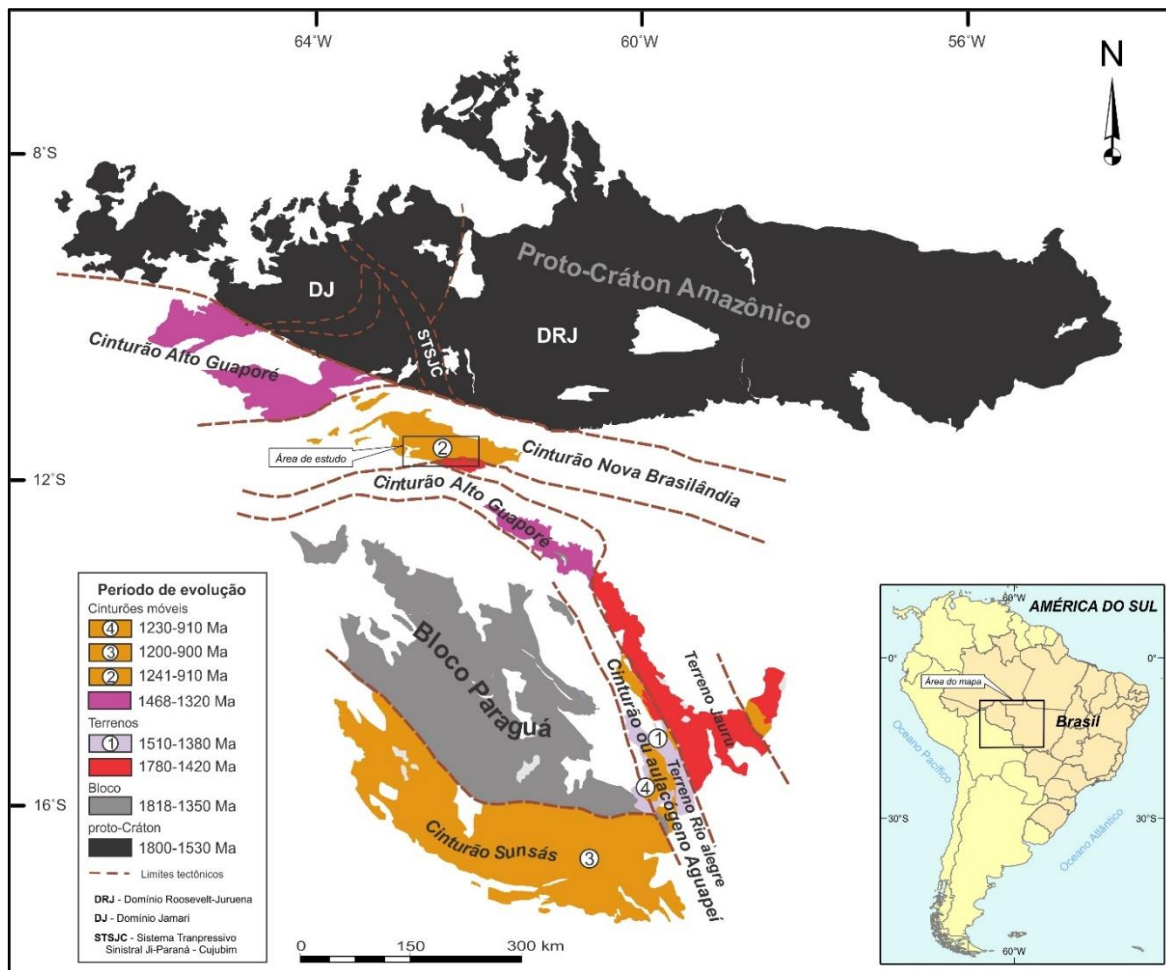 64°W
60°W
56°W
N
8°S
12°S
16°S
Proto-Cráton Amazônico
DJ
DRJ
STSJC
Cinturão Alto Guaporé
2
Área de estudo
Cinturão Nova Brasilândia
Cinturão Alto Guaporé
Bloco Paraguá
Terreno Jauru
1
4
Terreno Rio alegre
Cinturão ou aulacógeno Aguapeí
Cinturão Sunsás
3
Período de evolução
Cinturões móveis
4 1230-910 Ma
3 1200-900 Ma
2 1241-910 Ma
1468-1320 Ma
Terrenos
1 1510-1380 Ma
1780-1420 Ma
Bloco
1818-1350 Ma
proto-Cráton
1800-1530 Ma
Limites tectônicos
DRJ - Domínio Roosevelt-Juruena
DJ - Domínio Jamari
STSJC - Sistema Tranpressivo
Sinistral Ji-Paraná - Cujubim
0 150 300 km
60°W
AMÉRICA DO SUL
0°
0°
Área do mapa
Brasil
Oceano Pacífico
30°S
30°S
Oceano Atlântico
60°W